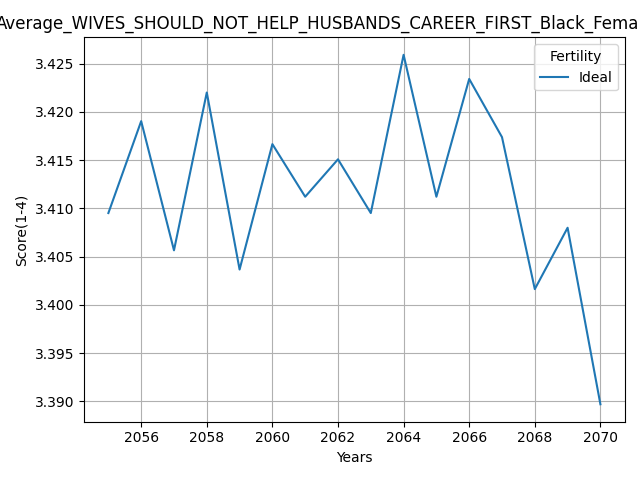 Average_WIVES_SHOULD_NOT_HELP_HUSBANDS_CAREER_FIRST_Black_Fema
Fertility
Ideal
3.425
3.420
3.415
3.410
3.405
3.400
3.395
3.390
Score(1-4)
2056 2058 2060 2062 2064 2066 2068 2070
Years